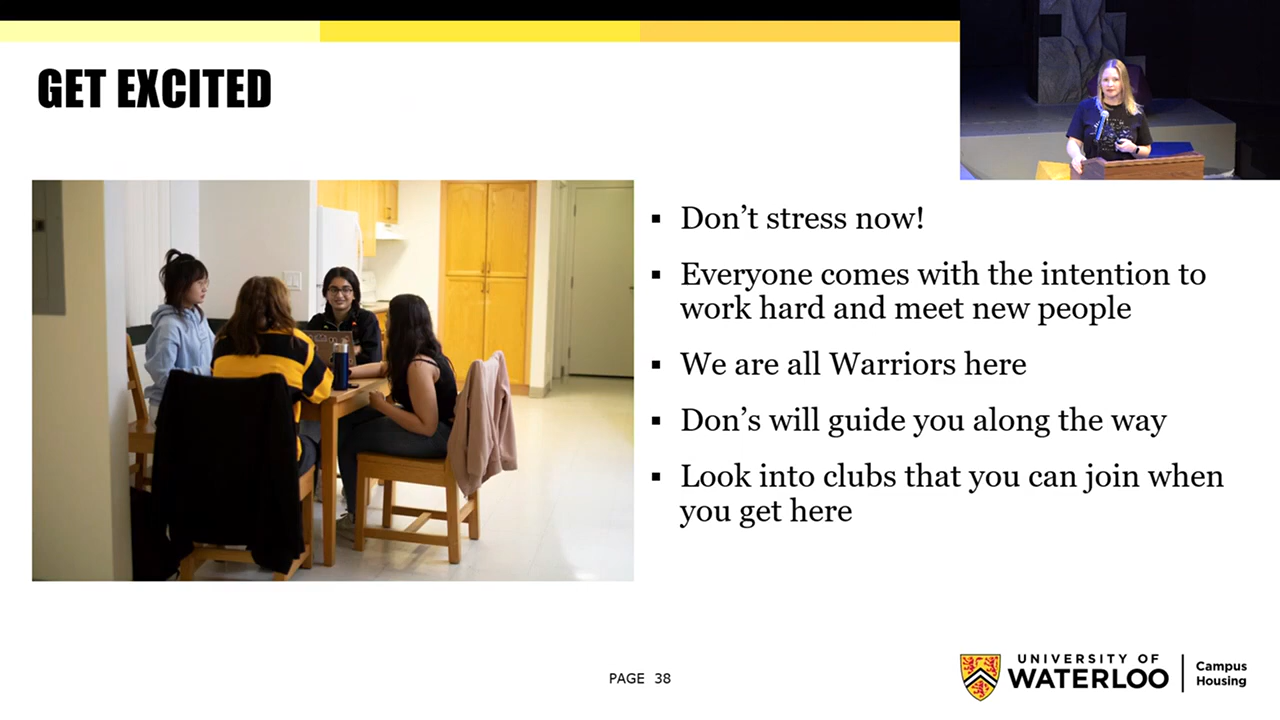 GET EXCITED
▪ Don’t stress now!
▪ Everyone comes with the intention to
work hard and meet new people
▪ We are all Warriors here
▪ Don’s will guide you along the way
▪ Look into clubs that you can join when
you get here
PAGE 38
UNIVERSITY OF
WATERLOO
Campus
Housing